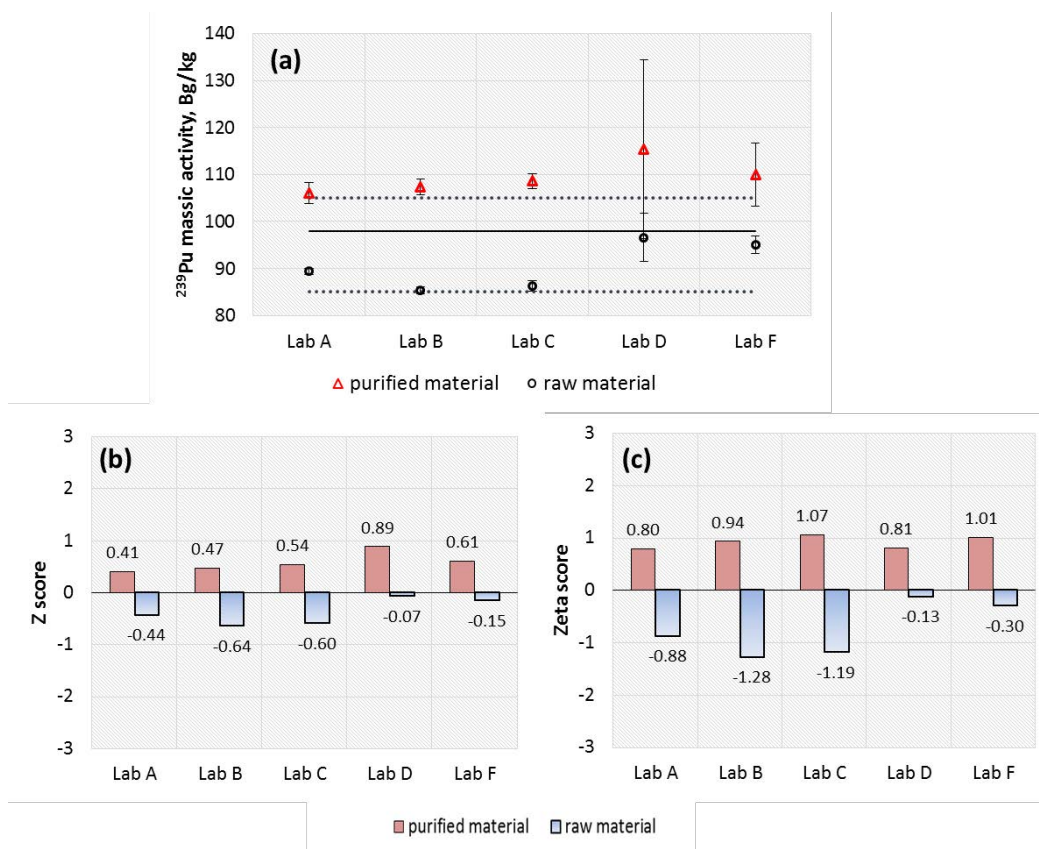 (a)
140
130
120
110
100
90
80
²³⁹Pu massic activity, Bg/kg
Lab A Lab B Lab C Lab D Lab F
purified material raw material
(b)
3
2
1
0
-1
-2
-3
Z score
0.41 0.47 0.54 0.89 0.61
-0.44 -0.64 -0.60 -0.07 -0.15
Lab A Lab B Lab C Lab D Lab F
(c)
3
2
1
0
-1
-2
-3
Zeta score
0.80 0.94 1.07 0.81 1.01
-0.88 -1.28 -1.19 -0.13 -0.30
Lab A Lab B Lab C Lab D Lab F
purified material raw material